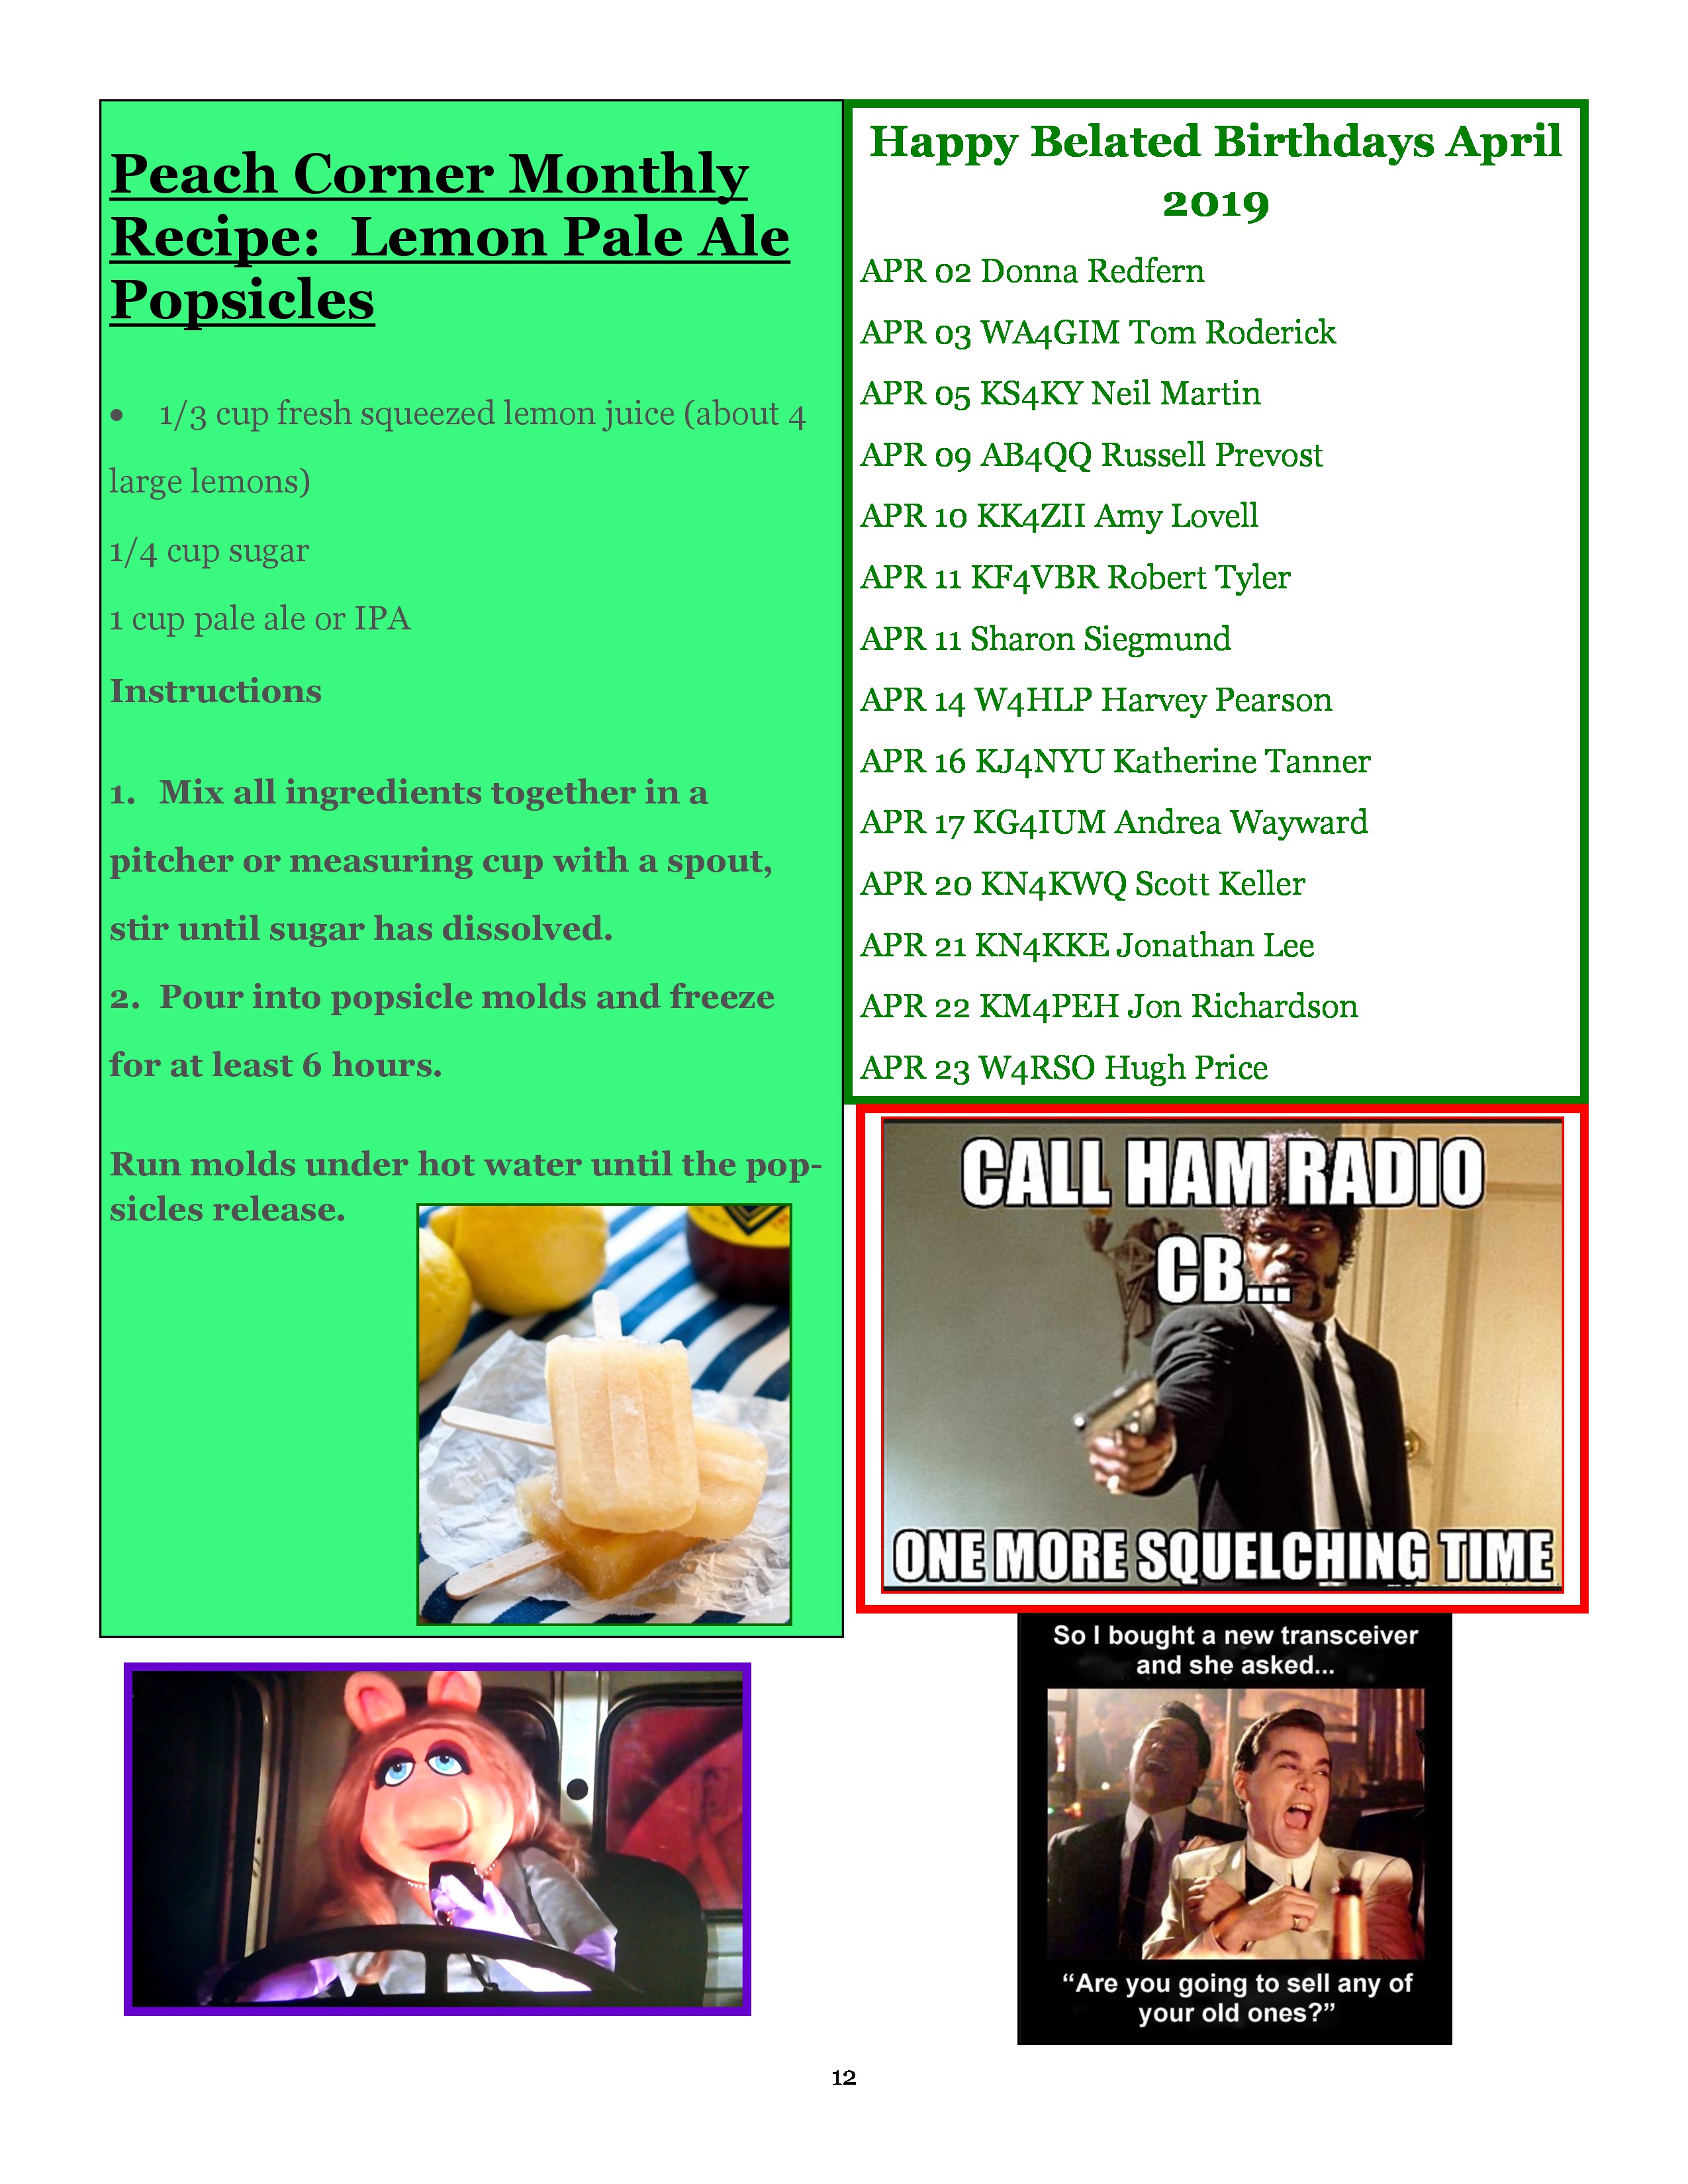 Peach Corner Monthly
Recipe:  Lemon Pale Ale
Popsicles
• 1/3 cup fresh squeezed lemon juice (about 4
large lemons)
1/4 cup sugar
1 cup pale ale or IPA
Instructions
1. Mix all ingredients together in a
pitcher or measuring cup with a spout,
stir until sugar has dissolved.
2. Pour into popsicle molds and freeze
for at least 6 hours.
Run molds under hot water until the pop-
sicles release.
Happy Belated Birthdays April
2019
APR 02 Donna Redfern
APR 03 WA4GIM Tom Roderick
APR 05 KS4KY Neil Martin
APR 09 AB4QQ Russell Prevost
APR 10 KK4ZII Amy Lovell
APR 11 KF4VBR Robert Tyler
APR 11 Sharon Siegmund
APR 14 W4HLP Harvey Pearson
APR 16 KJ4NYU Katherine Tanner
APR 17 KG4IUM Andrea Wayward
APR 20 KN4KWQ Scott Keller
APR 21 KN4KKE Jonathan Lee
APR 22 KM4PEH Jon Richardson
APR 23 W4RSO Hugh Price
CALL HAM RADIO
CB...
ONE MORE SQUELCHING TIME
So I bought a new transceiver
and she asked...
“Are you going to sell any of
your old ones?”
12